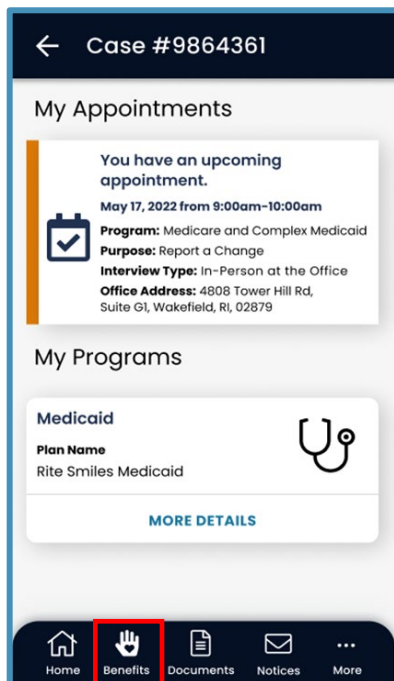 Case #9864361
My Appointments
You have an upcoming
appointment.
May 17, 2022 from 9:00am-10:00am
Program: Medicare and Complex Medicaid
Purpose: Report a Change
Interview Type: In-Person at the Office
Office Address: 4808 Tower Hill Rd,
Suite G1, Wakefield, RI, 02879
My Programs
Medicaid
Plan Name
Rite Smiles Medicaid
MORE DETAILS
Home Benefits Documents Notices More